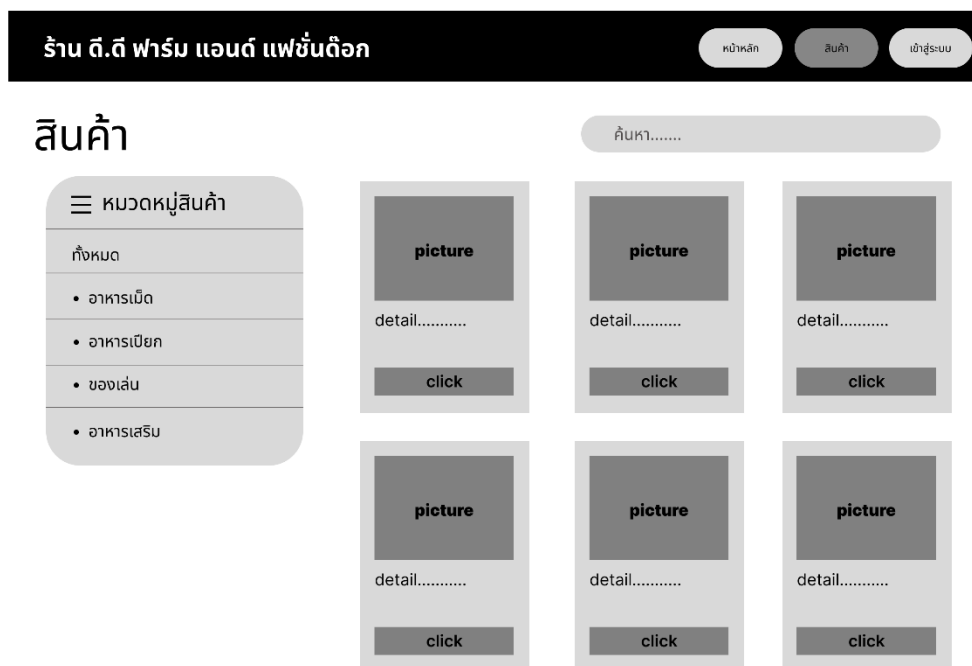 ร้าน ดี.ดี ฟาร์ม แอนด์ แฟชั่นด๊อก
หน้าหลัก
สินค้า
เข้าสู่ระบบ
สินค้า
ค้นหา.......
หมวดหมู่สินค้า
ทั้งหมด
• อาหารเม็ด
• อาหารเปียก
• ของเล่น
• อาหารเสริม
picture
picture
picture
detail...........
detail...........
detail...........
click
click
click
picture
picture
picture
detail...........
detail...........
detail...........
click
click
click